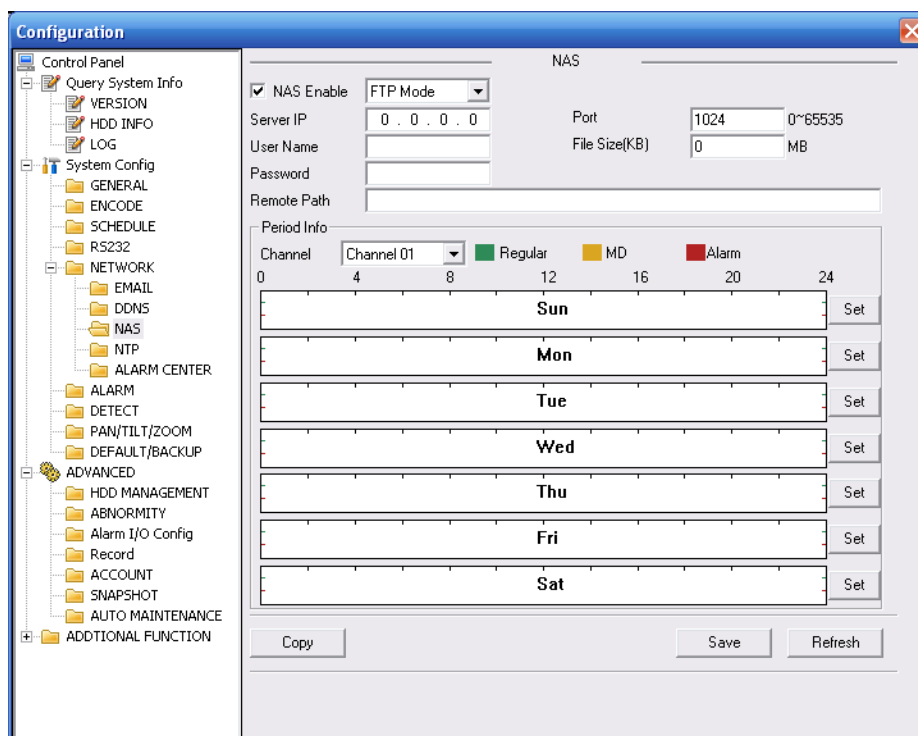 Configuration
Control Panel
Query System Info
VERSION
HDD INFO
LOG
System Config
GENERAL
ENCODE
SCHEDULE
RS232
NETWORK
EMAIL
DDNS
NAS
NTP
ALARM CENTER
ALARM
DETECT
PAN/TILT/ZOOM
DEFAULT/BACKUP
ADVANCED
HDD MANAGEMENT
ABNORMITY
Alarm I/O Config
Record
ACCOUNT
SNAPSHOT
AUTO MAINTENANCE
ADDTIONAL FUNCTION
NAS
NAS Enable FTP Mode
Server IP 0 . 0 . 0 . 0 Port 1024 0~65535
User Name File Size(KB) 0 MB
Password
Remote Path
Period Info
Channel Channel 01 Regular MD Alarm
0 4 8 12 16 20 24
Sun Set
Mon Set
Tue Set
Wed Set
Thu Set
Fri Set
Sat Set
Copy Save Refresh